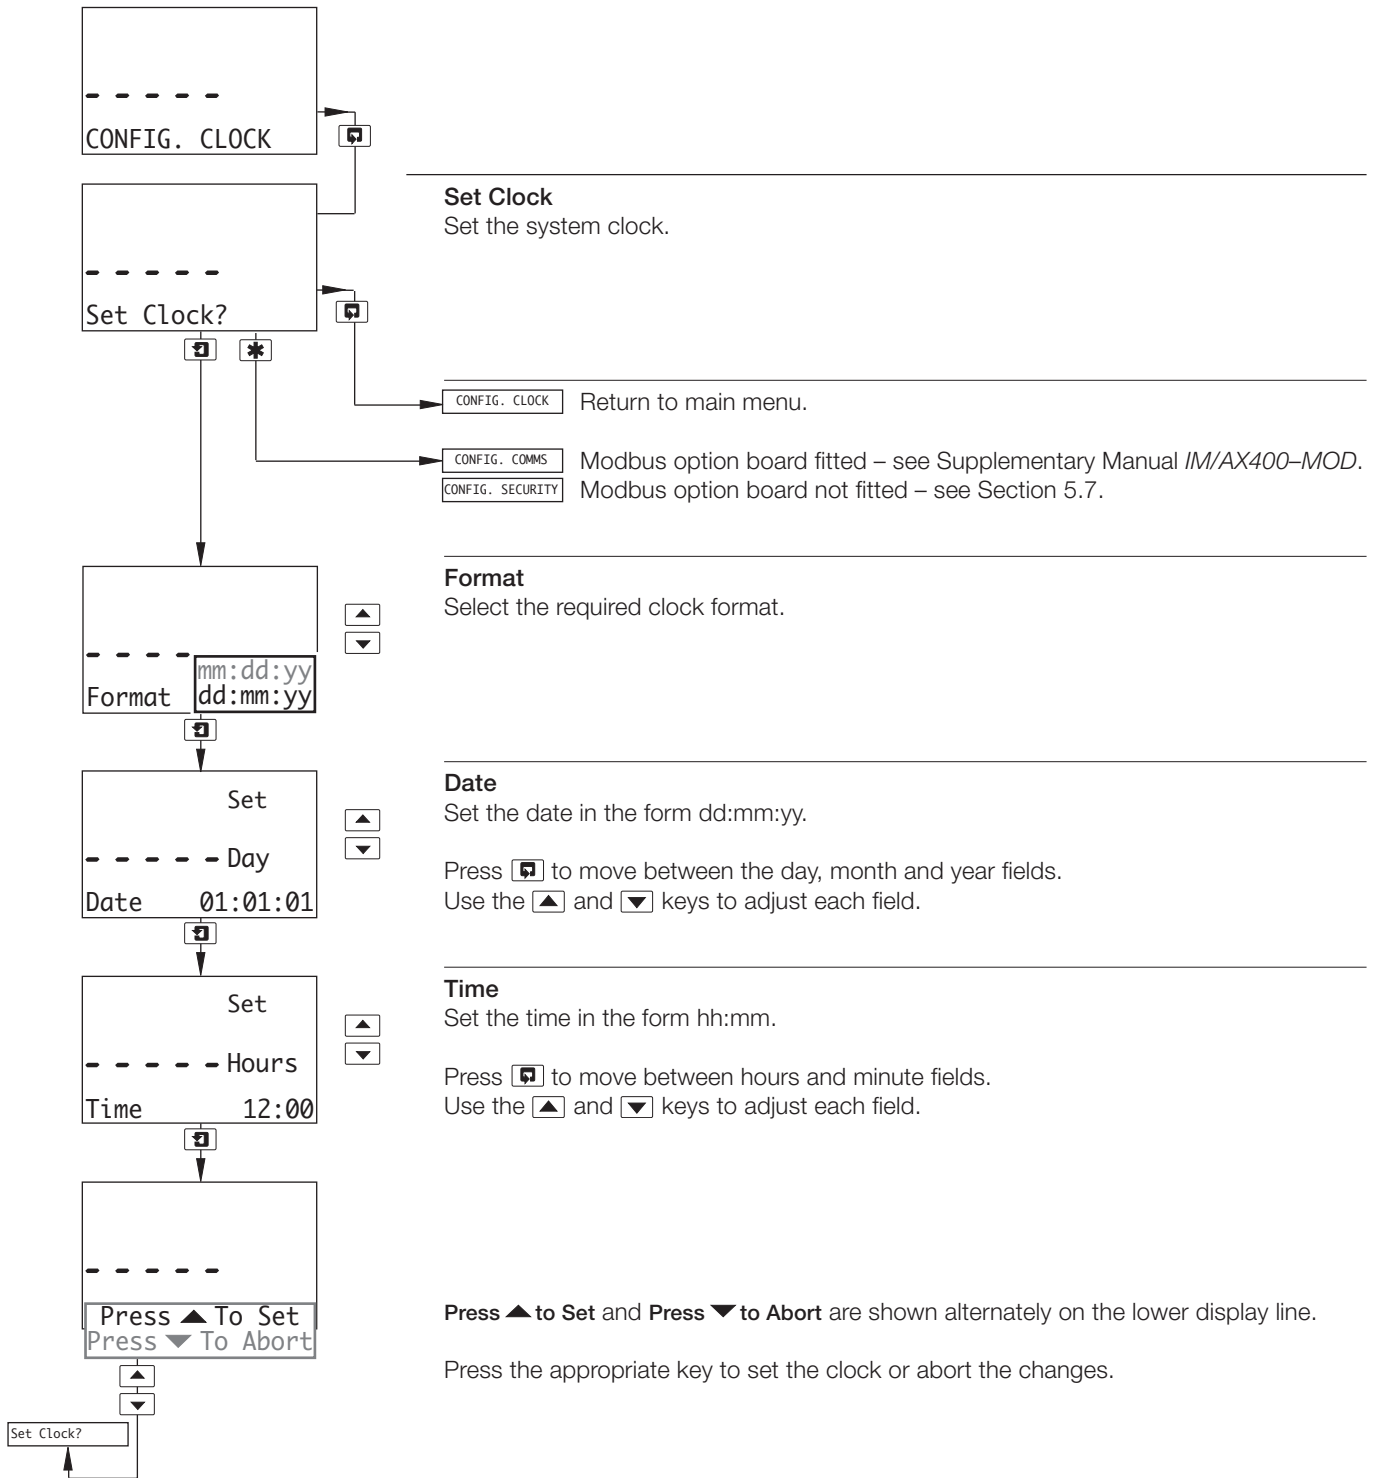 - - - - -
CONFIG. CLOCK
Set Clock
Set the system clock.
- - - - -
Set Clock?
CONFIG. CLOCK Return to main menu.
CONFIG. COMMS Modbus option board fitted – see Supplementary Manual IM/AX400–MOD.
CONFIG. SECURITY Modbus option board not fitted – see Section 5.7.
Format
Select the required clock format.
- - - -
mm:dd:yy
Format dd:mm:yy
Date
Set the date in the form dd:mm:yy.
Set
- - - - - Day
Date 01:01:01
Press to move between the day, month and year fields.
Use the ▲ and ▼ keys to adjust each field.
Time
Set the time in the form hh:mm.
Set
- - - - - Hours
Time 12:00
Press to move between hours and minute fields.
Use the ▲ and ▼ keys to adjust each field.
- - - - -
Press ▲ To Set
Press ▼ To Abort
Press ▲ to Set and Press ▼ to Abort are shown alternately on the lower display line.
Press the appropriate key to set the clock or abort the changes.
Set Clock?